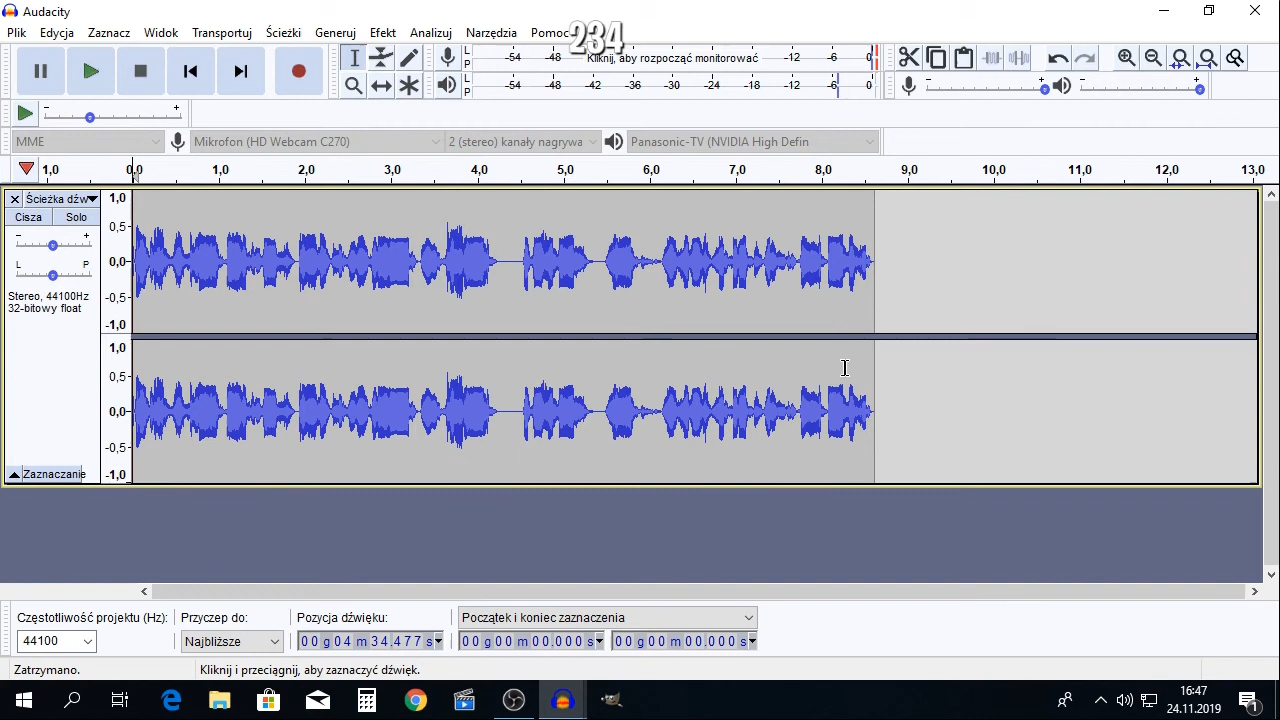 Audacity
Plik Edycja Zaznacz Widok Transportuj Ścieżki Generuj Efekt Analizuj Narzędzia Pomoc
234
L P -54 -48 Kliknij, aby rozpocząć monitorować -12 -6 0
L P -54 -48 -42 -36 -30 -24 -18 -12 -6 0
- +
MME Mikrofon (HD Webcam C270) 2 (stereo) kanały nagrywa Panasonic-TV (NVIDIA High Defin
1,0 0,0 1,0 2,0 3,0 4,0 5,0 6,0 7,0 8,0 9,0 10,0 11,0 12,0 13,0
Ścieżka dźw
Cisza Solo
- +
L P
Stereo, 44100Hz
32-bitowy float
Zaznaczanie
1,0
0,5
0,0
-0,5
-1,0
1,0
0,5
0,0
-0,5
-1,0
Częstotliwość projektu (Hz): Przyczep do: Pozycja dźwięku: Początek i koniec zaznaczenia
44100 Najbliższe 00 g 04 m 34,477 s 00 g 00 m 00,000 s 00 g 00 m 00,000 s
Zatrzymano. Kliknij i przeciągnij, aby zaznaczyć dźwięk.
16:47
24.11.2019
1